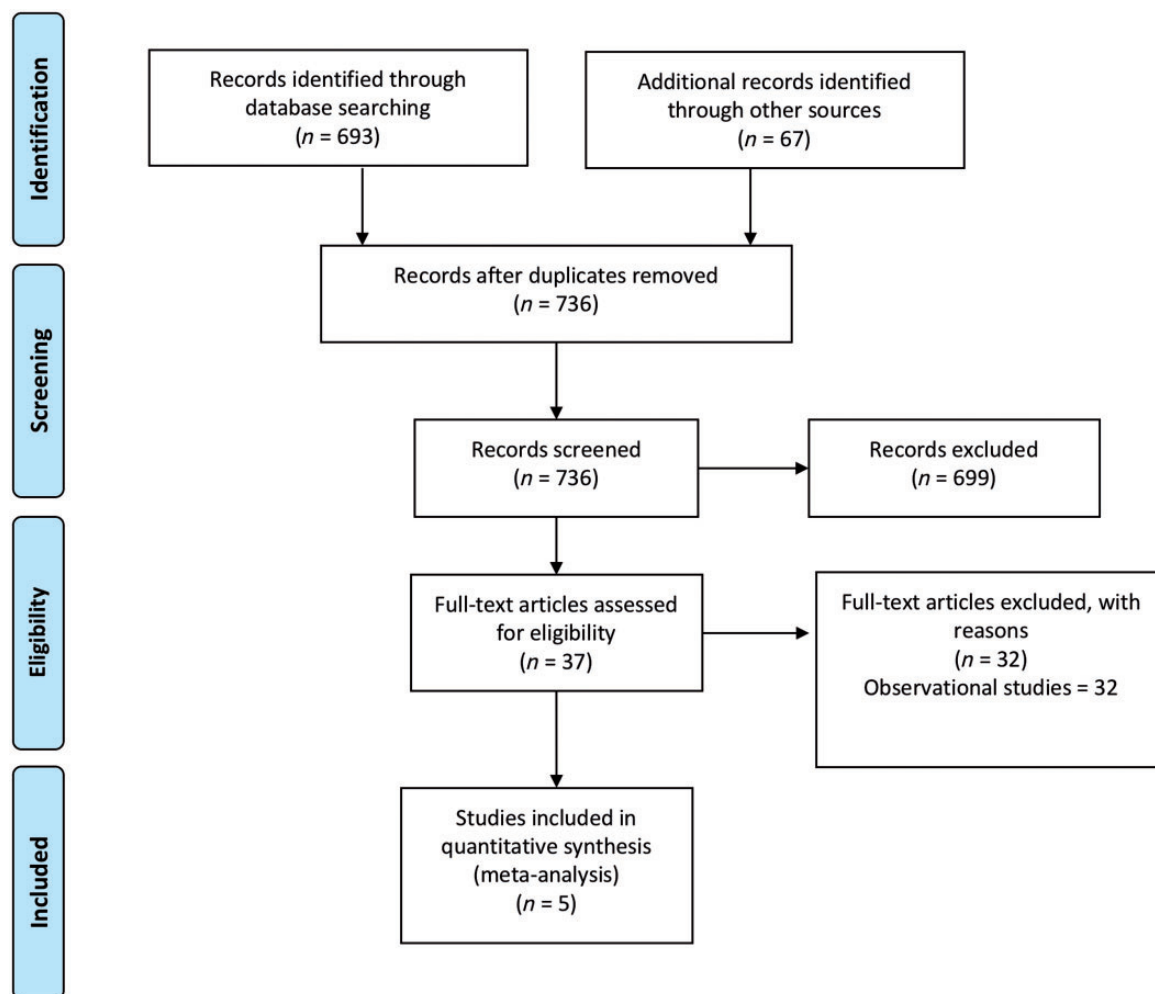 Identification
Records identified through
database searching
(n = 693)
Additional records identified
through other sources
(n = 67)
Records after duplicates removed
(n = 736)
Screening
Records screened
(n = 736)
Records excluded
(n = 699)
Eligibility
Full-text articles assessed
for eligibility
(n = 37)
Full-text articles excluded, with
reasons
(n = 32)
Observational studies = 32
Included
Studies included in
quantitative synthesis
(meta-analysis)
(n = 5)